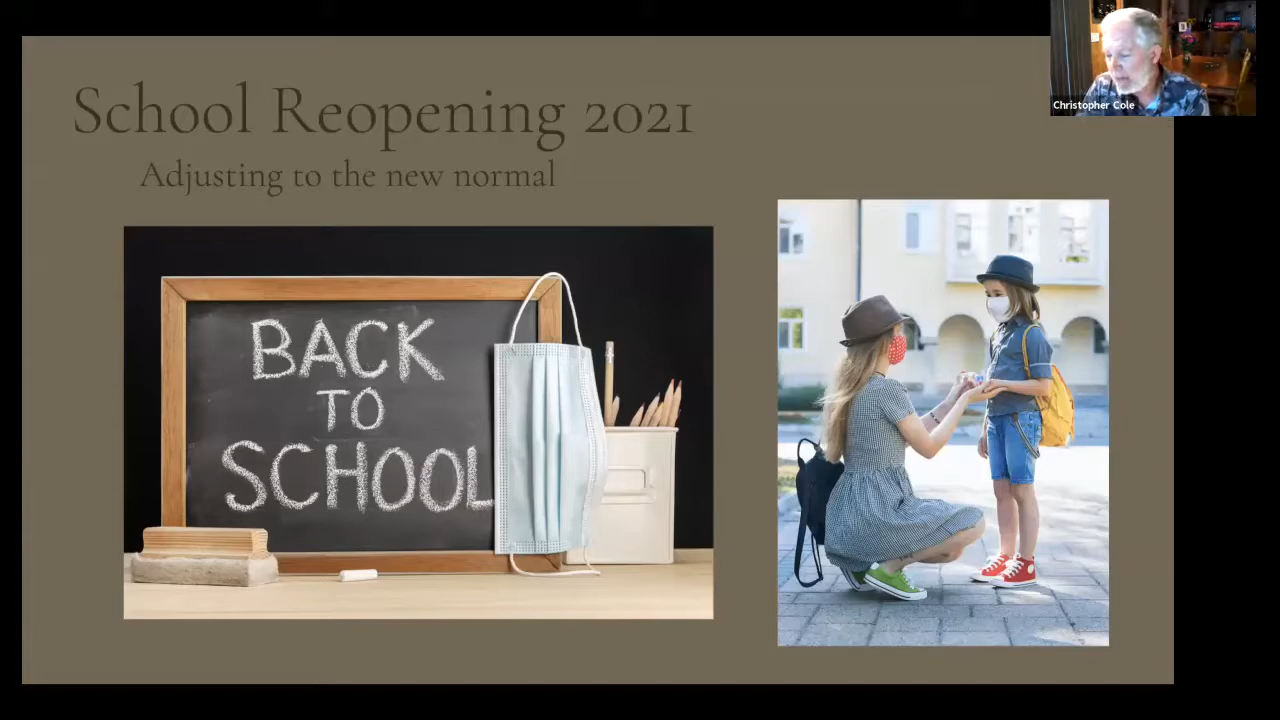 School Reopening 2021
Adjusting to the new normal
BACK
TO
SCHOOL
Christopher Cole